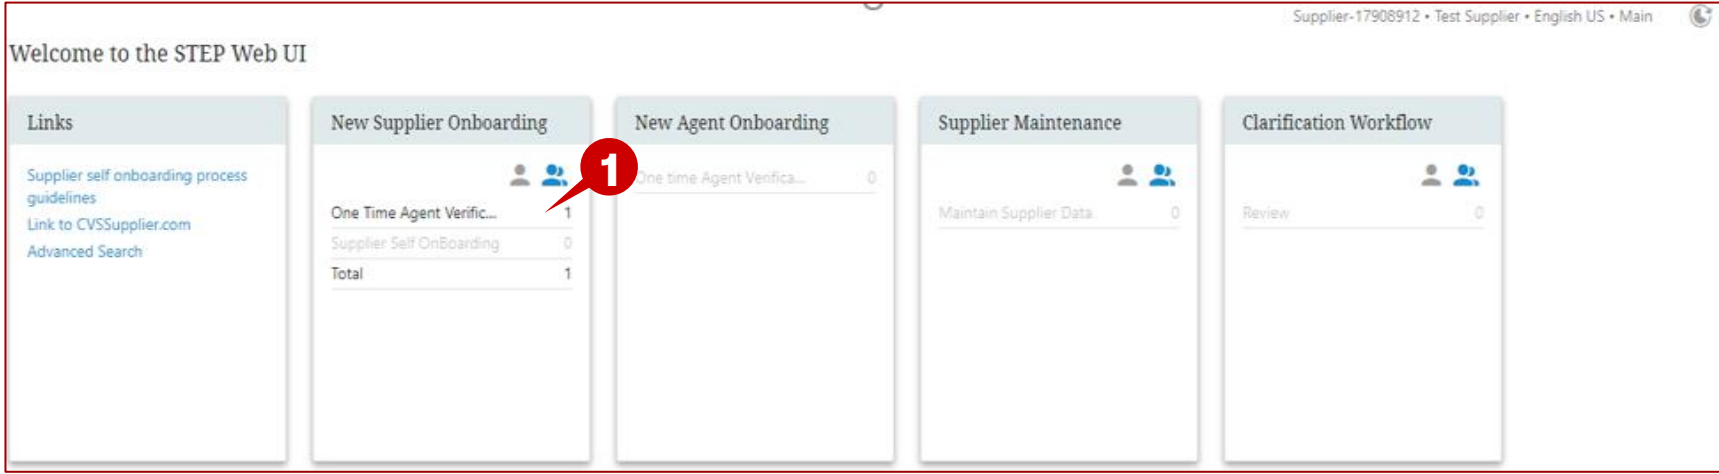 Supplier-17908912 • Test Supplier • English US • Main
Welcome to the STEP Web UI
Links
Supplier self onboarding process
guidelines
Link to CVSSupplier.com
Advanced Search
New Supplier Onboarding
1
One Time Agent Verific... 1
Supplier Self OnBoarding 0
Total 1
New Agent Onboarding
One time Agent Verifica... 0
Supplier Maintenance
Maintain Supplier Data 0
Clarification Workflow
Review 0